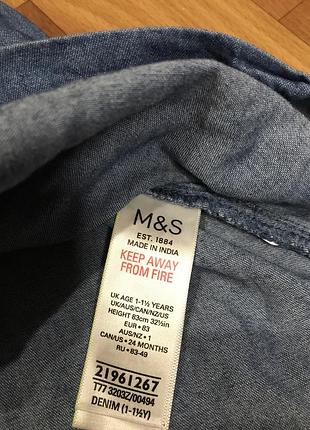 M&S
EST. 1884
MADE IN INDIA
KEEP AWAY
FROM FIRE
UK AGE 1-1½ YEARS
UK/AUS/CAN/NZ/US
HEIGHT 83cm 32½in
EUR • 83
AUS/NZ • 1
CAN/US • 24 MONTHS
RU • 83-49
21961267
T77 3203Z/00494
DENIM (1-1½Y)